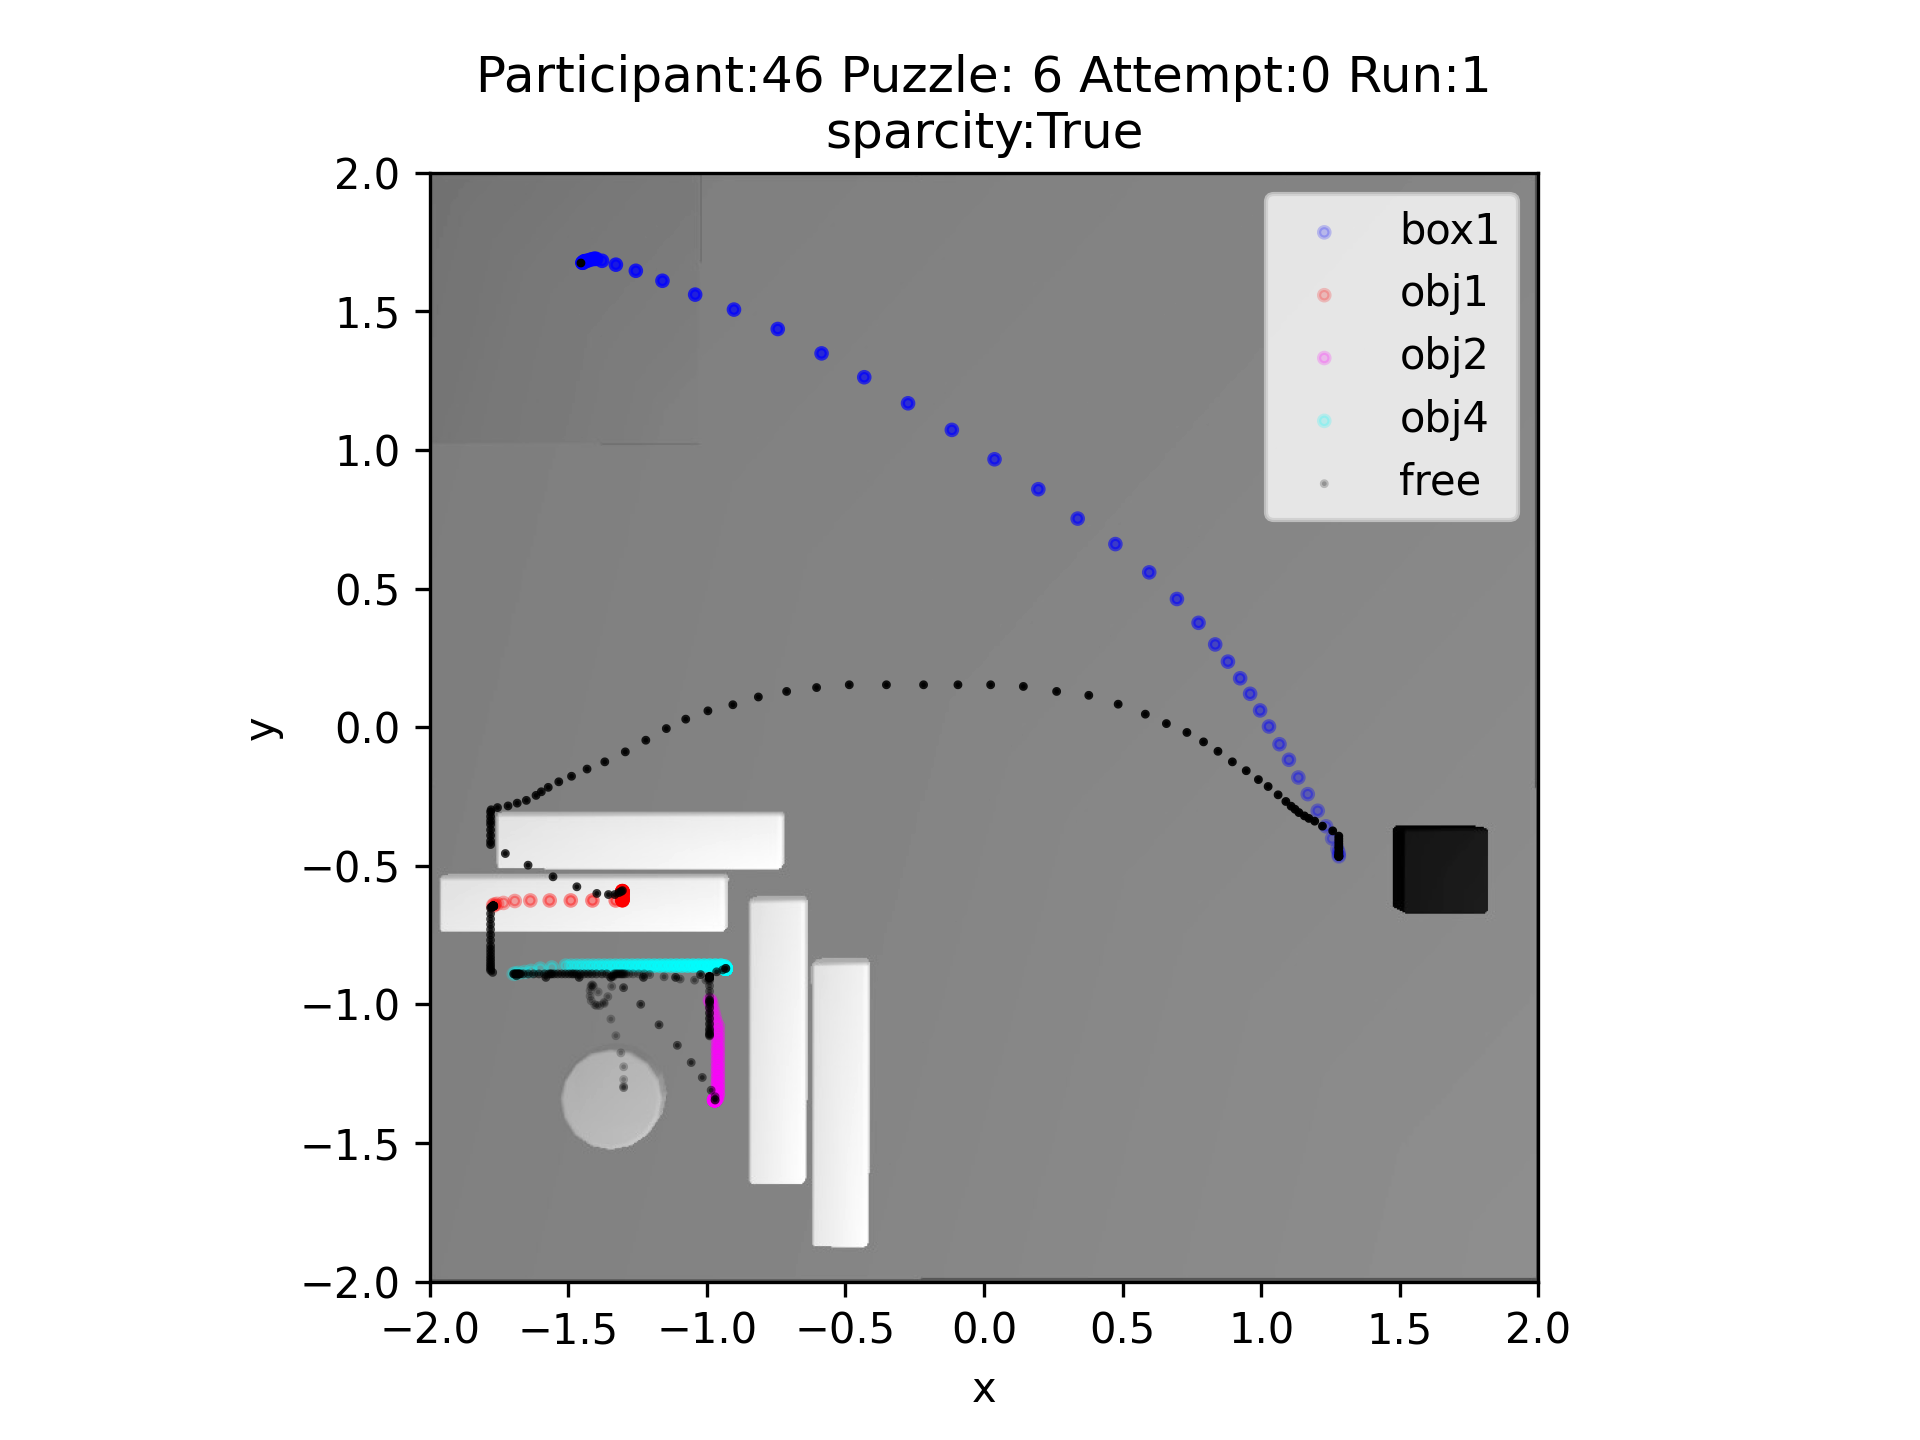 Participant:46 Puzzle: 6 Attempt:0 Run:1
sparcity:True
2.0
1.5
1.0
0.5
0.0
−0.5
−1.0
−1.5
−2.0
y
box1
obj1
obj2
obj4
free
−2.0 −1.5 −1.0 −0.5 0.0 0.5 1.0 1.5 2.0
x